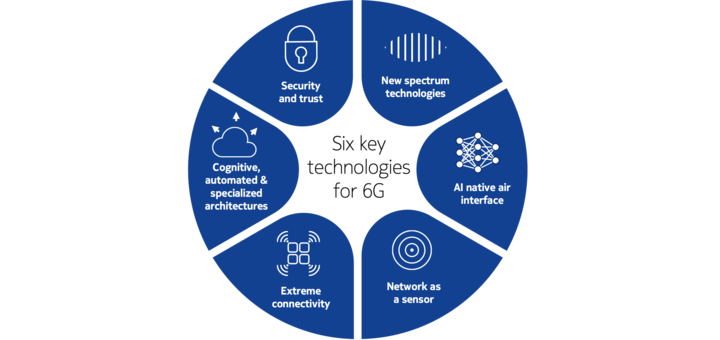 Six key
technologies
for 6G
New spectrum
technologies
AI native air
interface
Network as
a sensor
Extreme
connectivity
Cognitive,
automated &
specialized
architectures
Security
and trust